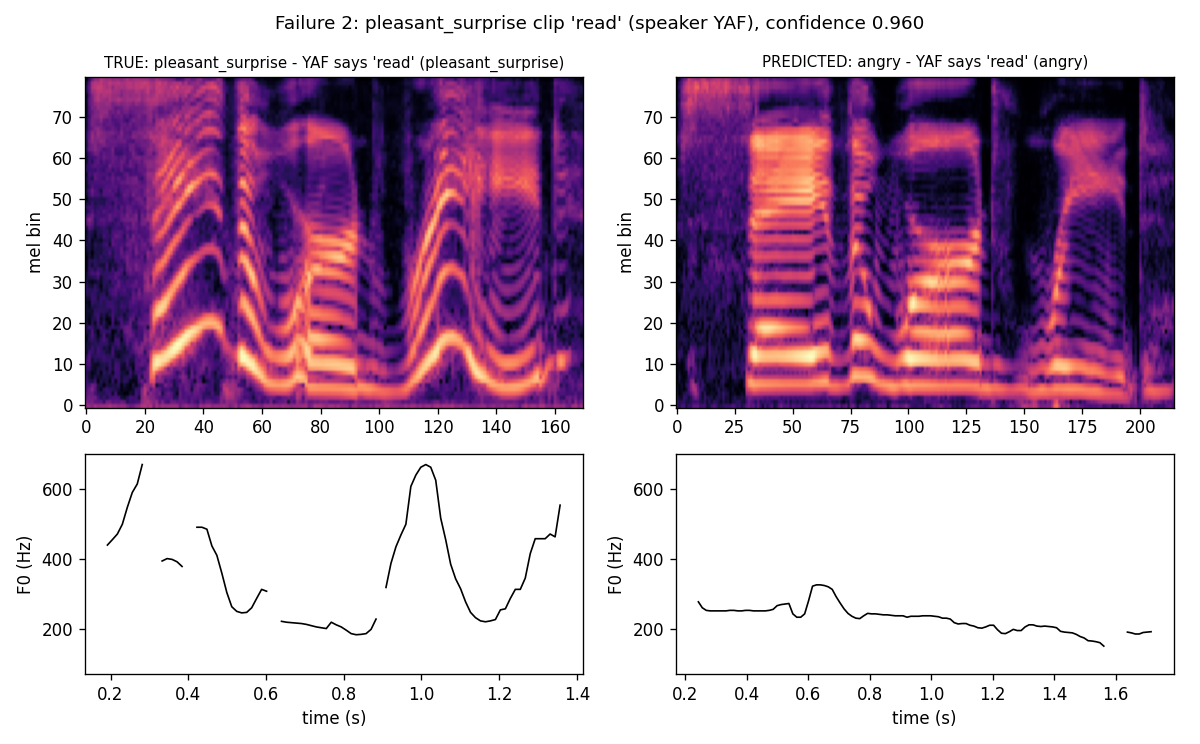 Failure 2: pleasant_surprise clip 'read' (speaker YAF), confidence 0.960
TRUE: pleasant_surprise - YAF says 'read' (pleasant_surprise)
PREDICTED: angry - YAF says 'read' (angry)
mel bin
70
60
50
40
30
20
10
0
0 20 40 60 80 100 120 140 160
mel bin
70
60
50
40
30
20
10
0
0 25 50 75 100 125 150 175 200
F0 (Hz)
600
400
200
0.2 0.4 0.6 0.8 1.0 1.2 1.4
time (s)
F0 (Hz)
600
400
200
0.2 0.4 0.6 0.8 1.0 1.2 1.4 1.6
time (s)